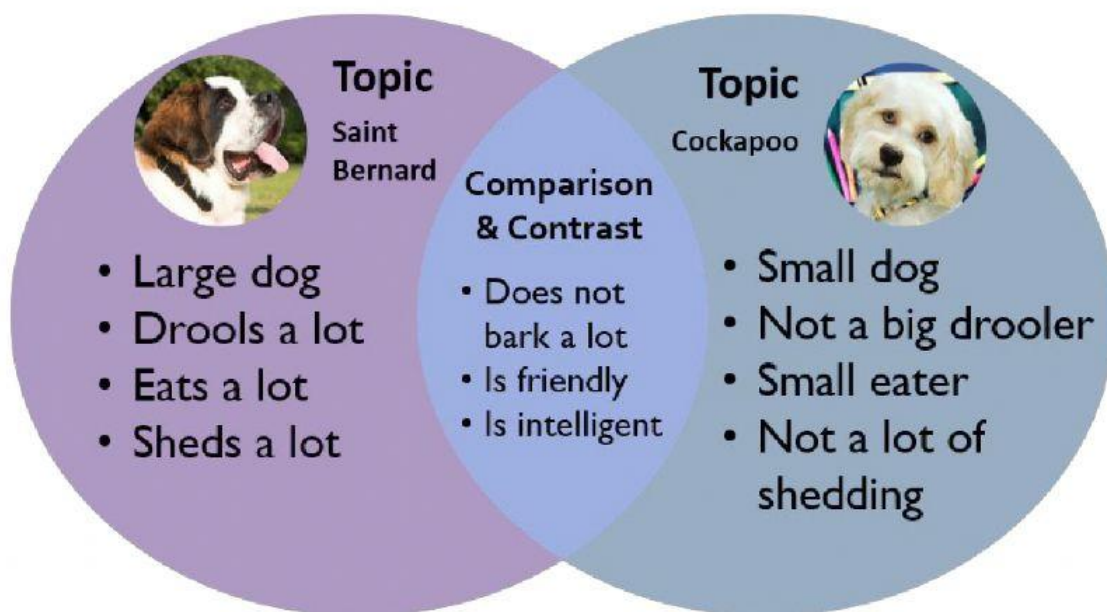 Topic
Saint
Bernard
• Large dog
• Drools a lot
• Eats a lot
• Sheds a lot
Comparison
& Contrast
• Does not
bark a lot
• Is friendly
• Is intelligent
Topic
Cockapoo
• Small dog
• Not a big drooler
• Small eater
• Not a lot of
shedding